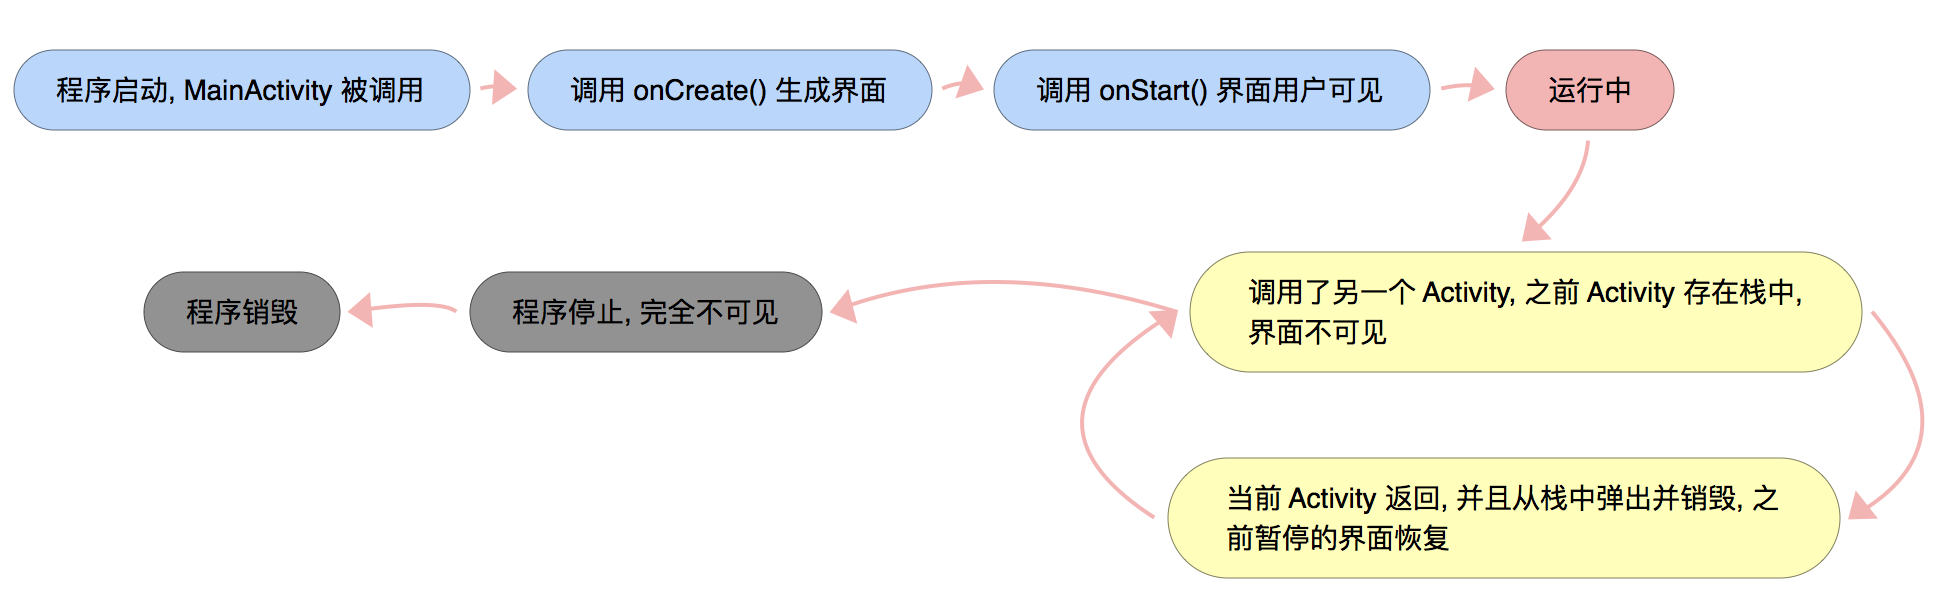 程序启动, MainActivity 被调用
调用 onCreate() 生成界面
调用 onStart() 界面用户可见
运行中
调用了另一个 Activity, 之前 Activity 存在栈中,
界面不可见
程序停止, 完全不可见
程序销毁
当前 Activity 返回, 并且从栈中弹出并销毁, 之
前暂停的界面恢复